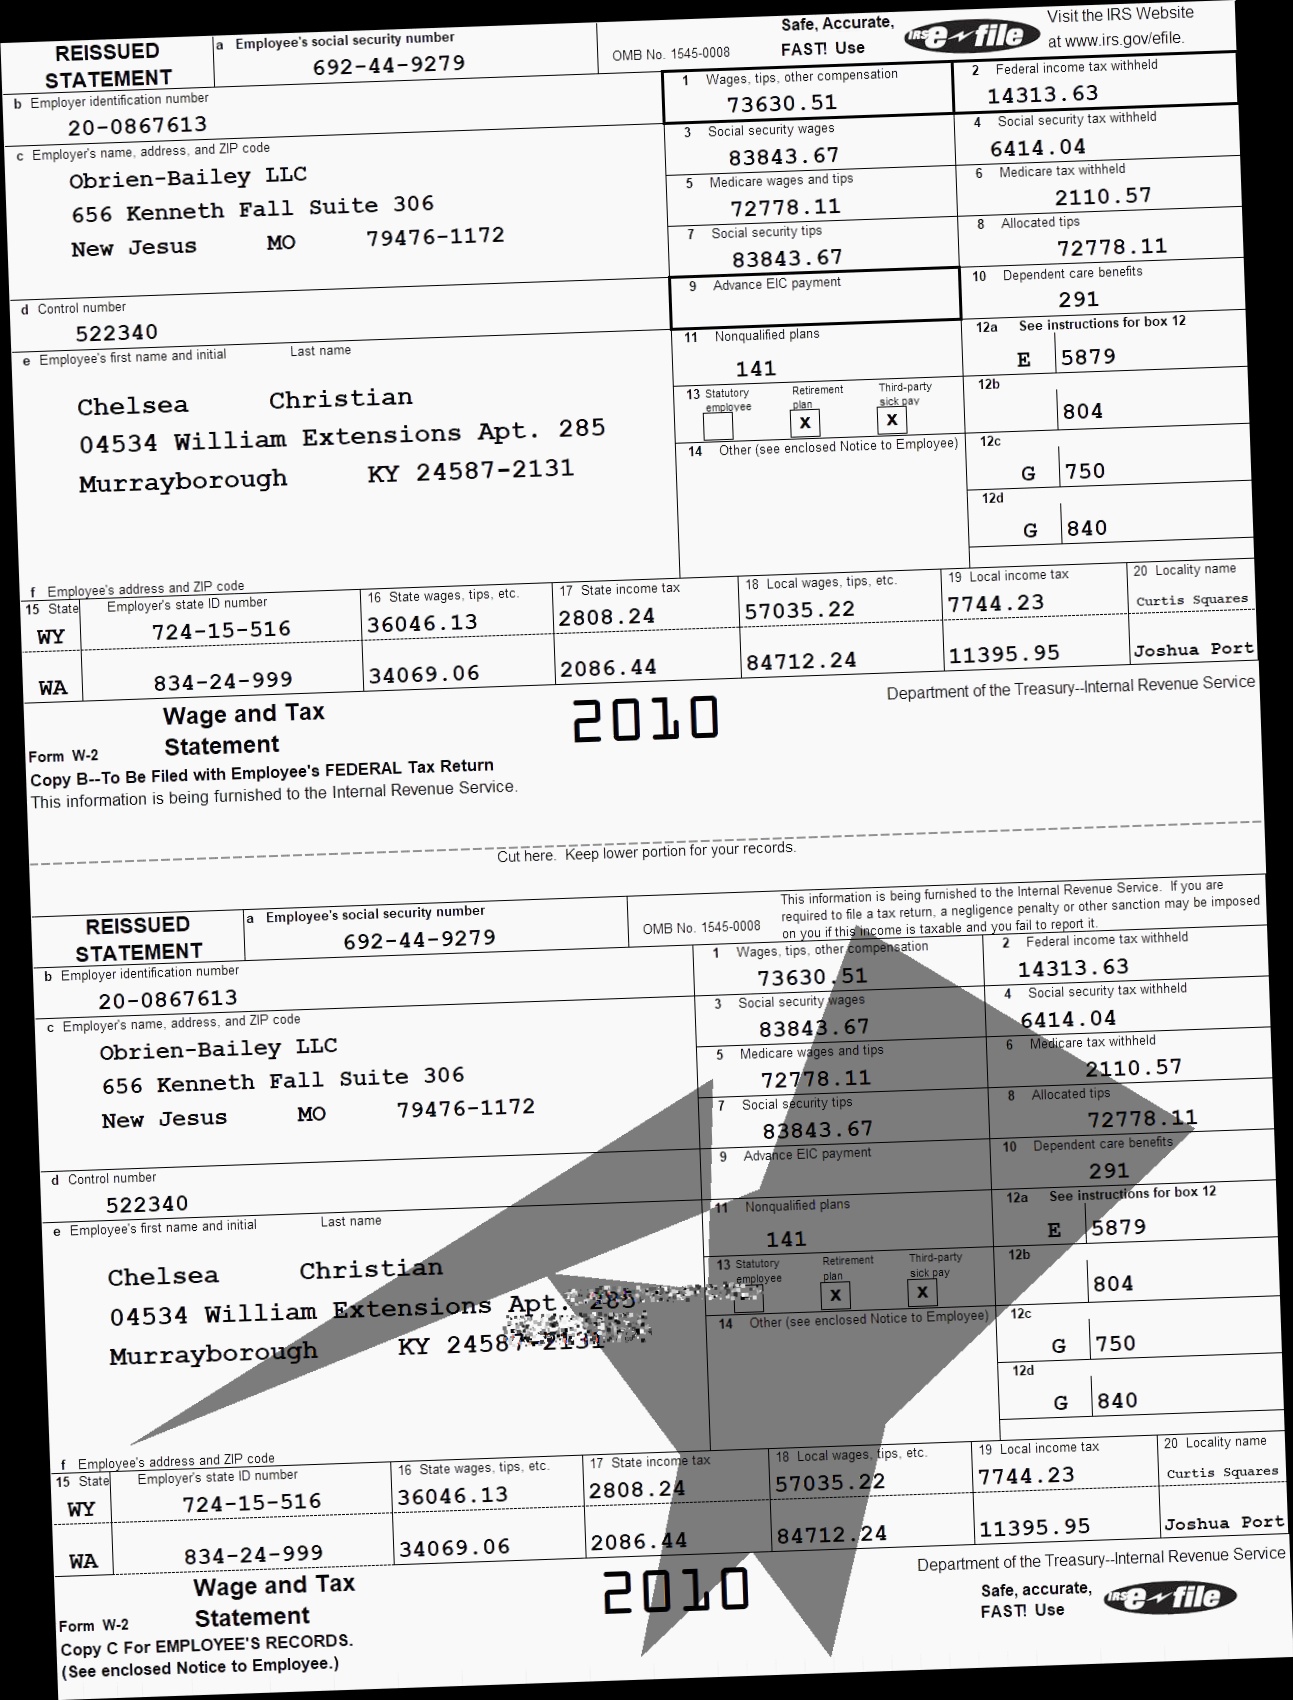 REISSUED STATEMENT
a Employee's social security number
692-44-9279
OMB No. 1545-0008
Safe, Accurate, FAST! Use
IRS e-file
Visit the IRS Website at www.irs.gov/efile.
b Employer identification number
20-0867613
1 Wages, tips, other compensation
73630.51
2 Federal income tax withheld
14313.63
3 Social security wages
83843.67
4 Social security tax withheld
6414.04
c Employer's name, address, and ZIP code
Obrien-Bailey LLC
656 Kenneth Fall Suite 306
New Jesus MO 79476-1172
5 Medicare wages and tips
72778.11
6 Medicare tax withheld
2110.57
7 Social security tips
83843.67
8 Allocated tips
72778.11
d Control number
522340
9 Advance EIC payment
10 Dependent care benefits
291
e Employee's first name and initial Last name
Chelsea Christian
04534 William Extensions Apt. 285
Murrayborough KY 24587-2131
11 Nonqualified plans
141
12a See instructions for box 12
E 5879
13 Statutory employee
Retirement plan
x
Third-party sick pay
x
12b
804
14 Other (see enclosed Notice to Employee)
12c
G 750
12d
G 840
f Employee's address and ZIP code
15 State Employer's state ID number 16 State wages, tips, etc. 17 State income tax 18 Local wages, tips, etc. 19 Local income tax 20 Locality name
WY 724-15-516 36046.13 2808.24 57035.22 7744.23 Curtis Squares
WA 834-24-999 34069.06 2086.44 84712.24 11395.95 Joshua Port
Wage and Tax
Form W-2 Statement
2010
Department of the Treasury--Internal Revenue Service
Copy B--To Be Filed with Employee's FEDERAL Tax Return
This information is being furnished to the Internal Revenue Service.
Cut here. Keep lower portion for your records.
REISSUED STATEMENT
a Employee's social security number
692-44-9279
OMB No. 1545-0008
This information is being furnished to the Internal Revenue Service. If you are
required to file a tax return, a negligence penalty or other sanction may be imposed
on you if this income is taxable and you fail to report it.
b Employer identification number
20-0867613
1 Wages, tips, other compensation
73630.51
2 Federal income tax withheld
14313.63
3 Social security wages
83843.67
4 Social security tax withheld
6414.04
c Employer's name, address, and ZIP code
Obrien-Bailey LLC
656 Kenneth Fall Suite 306
New Jesus MO 79476-1172
5 Medicare wages and tips
72778.11
6 Medicare tax withheld
2110.57
7 Social security tips
83843.67
8 Allocated tips
72778.11
d Control number
522340
9 Advance EIC payment
10 Dependent care benefits
291
e Employee's first name and initial Last name
Chelsea Christian
04534 William Extensions Apt. 285
Murrayborough KY 24587-2131
11 Nonqualified plans
141
12a See instructions for box 12
E 5879
13 Statutory employee
Retirement plan
x
Third-party sick pay
x
12b
804
14 Other (see enclosed Notice to Employee)
12c
G 750
12d
G 840
f Employee's address and ZIP code
15 State Employer's state ID number 16 State wages, tips, etc. 17 State income tax 18 Local wages, tips, etc. 19 Local income tax 20 Locality name
WY 724-15-516 36046.13 2808.24 57035.22 7744.23 Curtis Squares
WA 834-24-999 34069.06 2086.44 84712.24 11395.95 Joshua Port
Wage and Tax
Form W-2 Statement
2010
Department of the Treasury--Internal Revenue Service
Safe, accurate, FAST! Use
IRS e-file
Copy C For EMPLOYEE'S RECORDS.
(See enclosed Notice to Employee.)